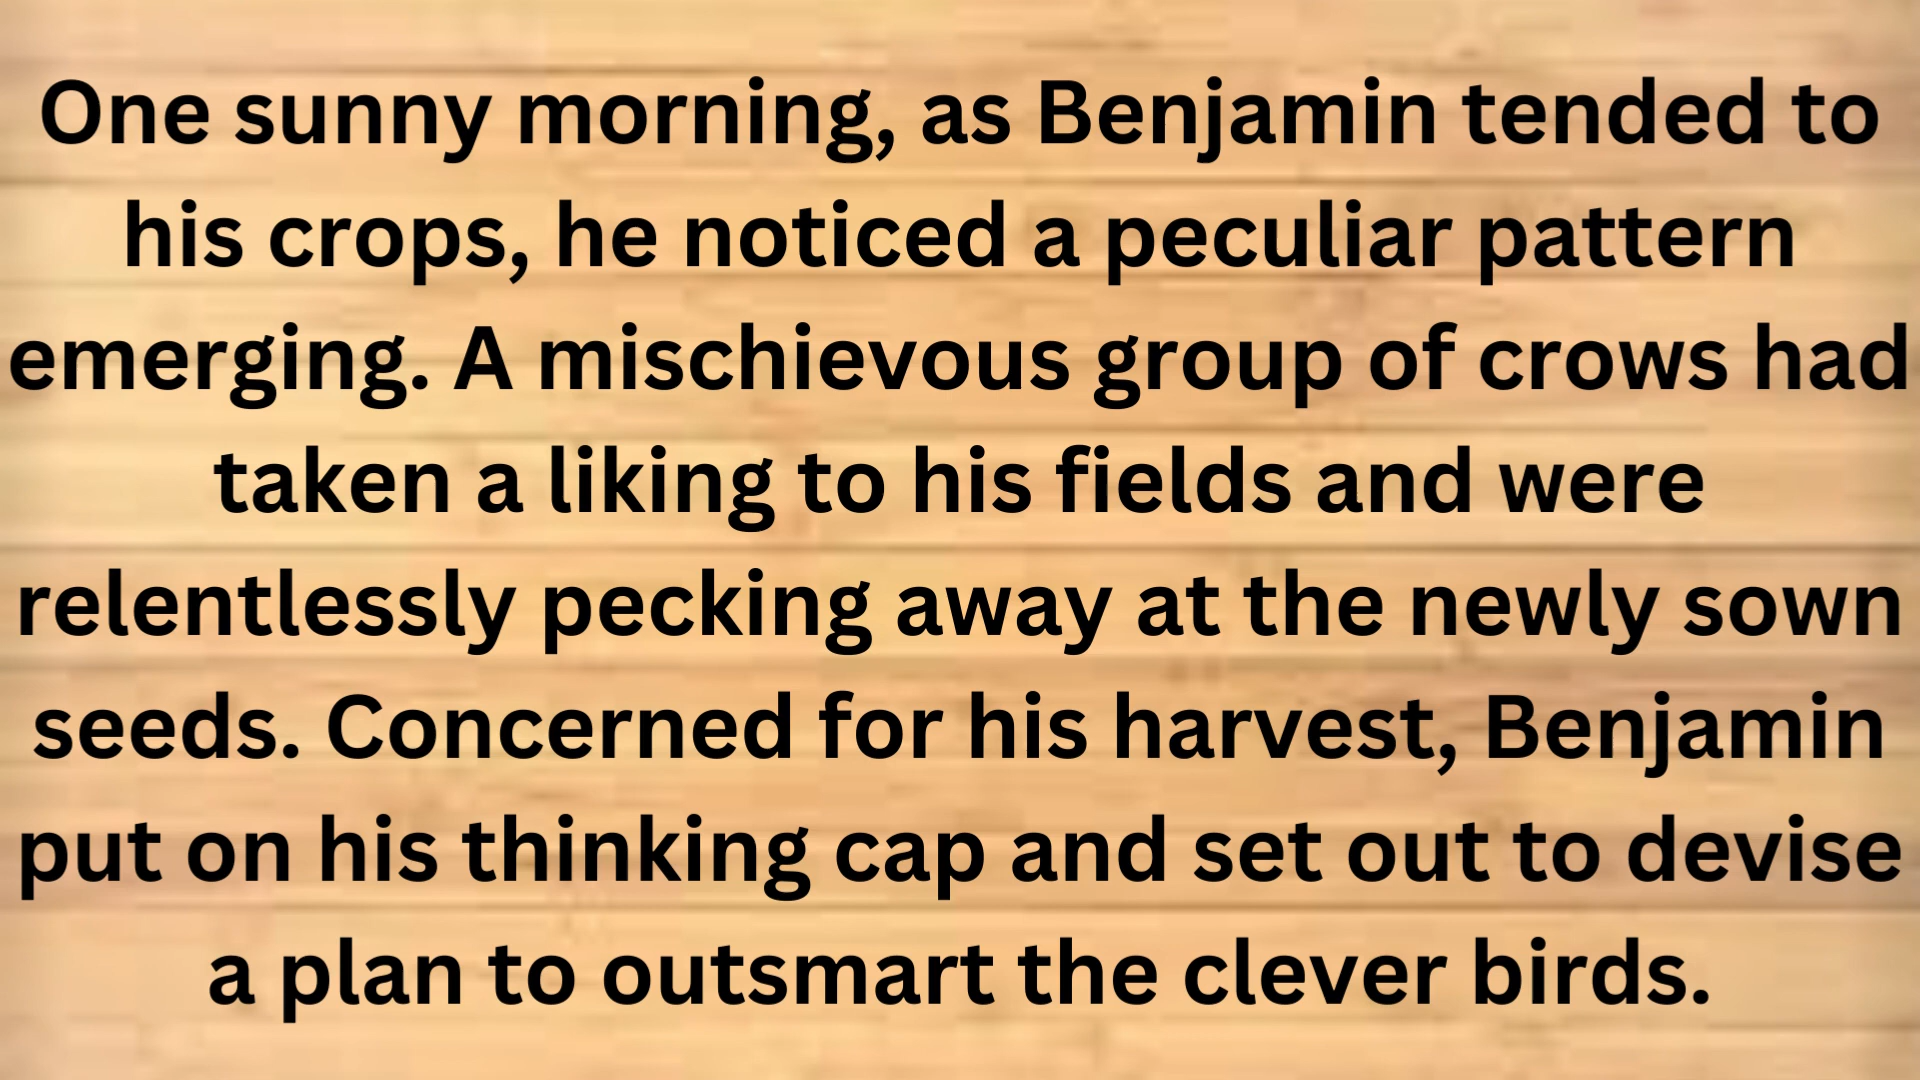 One sunny morning, as Benjamin tended to
his crops, he noticed a peculiar pattern
emerging. A mischievous group of crows had
taken a liking to his fields and were
relentlessly pecking away at the newly sown
seeds. Concerned for his harvest, Benjamin
put on his thinking cap and set out to devise
a plan to outsmart the clever birds.